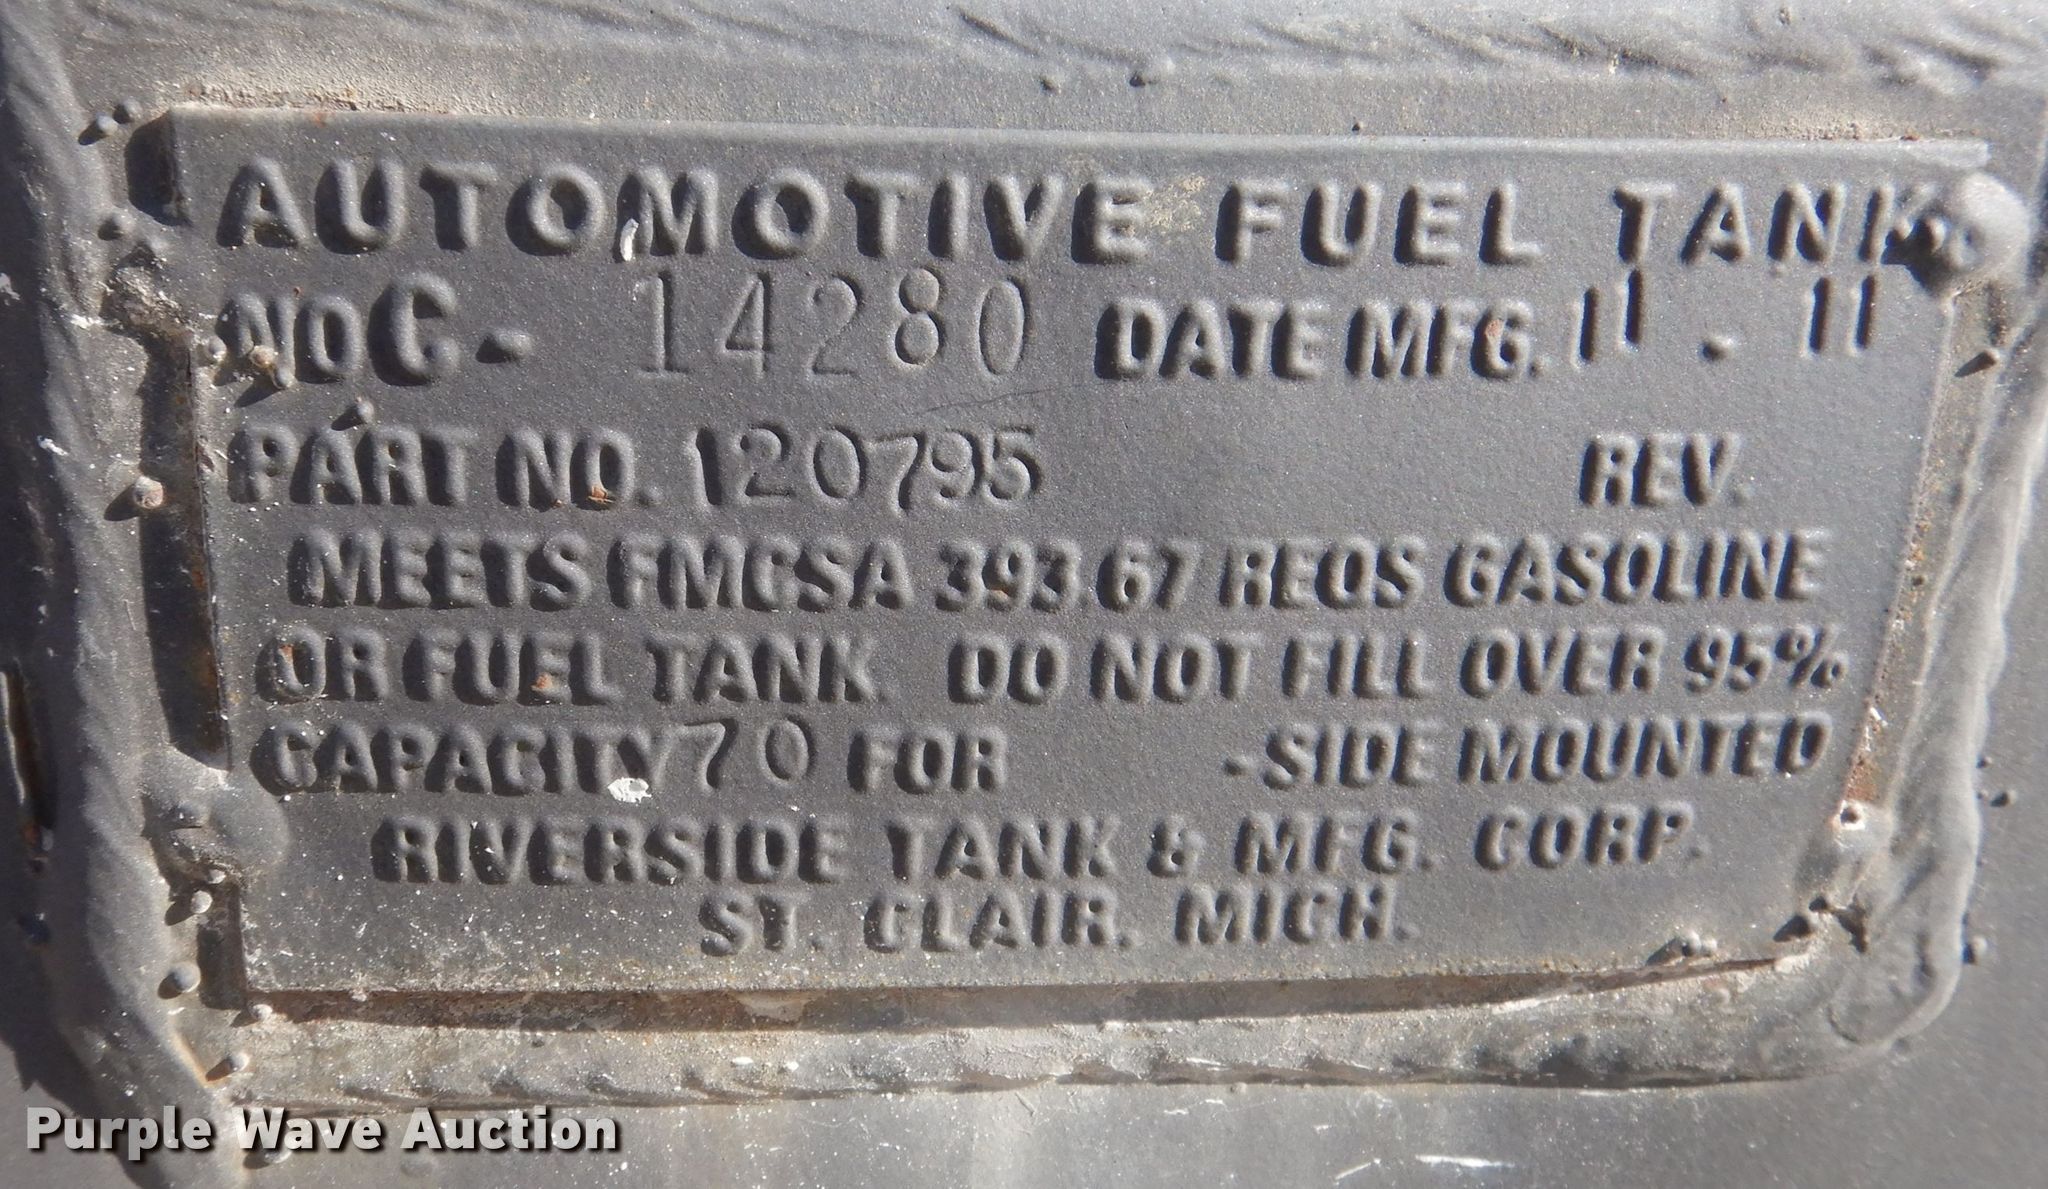 AUTOMOTIVE FUEL TANK
NO C- 14280 DATE MFG. 11 - 11
PART NO. 120795 REV.
MEETS FMCSA 393.67 REQS GASOLINE
OR FUEL TANK. DO NOT FILL OVER 95%
CAPACITY 70 FOR -SIDE MOUNTED
RIVERSIDE TANK & MFG. CORP.
ST. CLAIR, MICH.
Purple Wave Auction